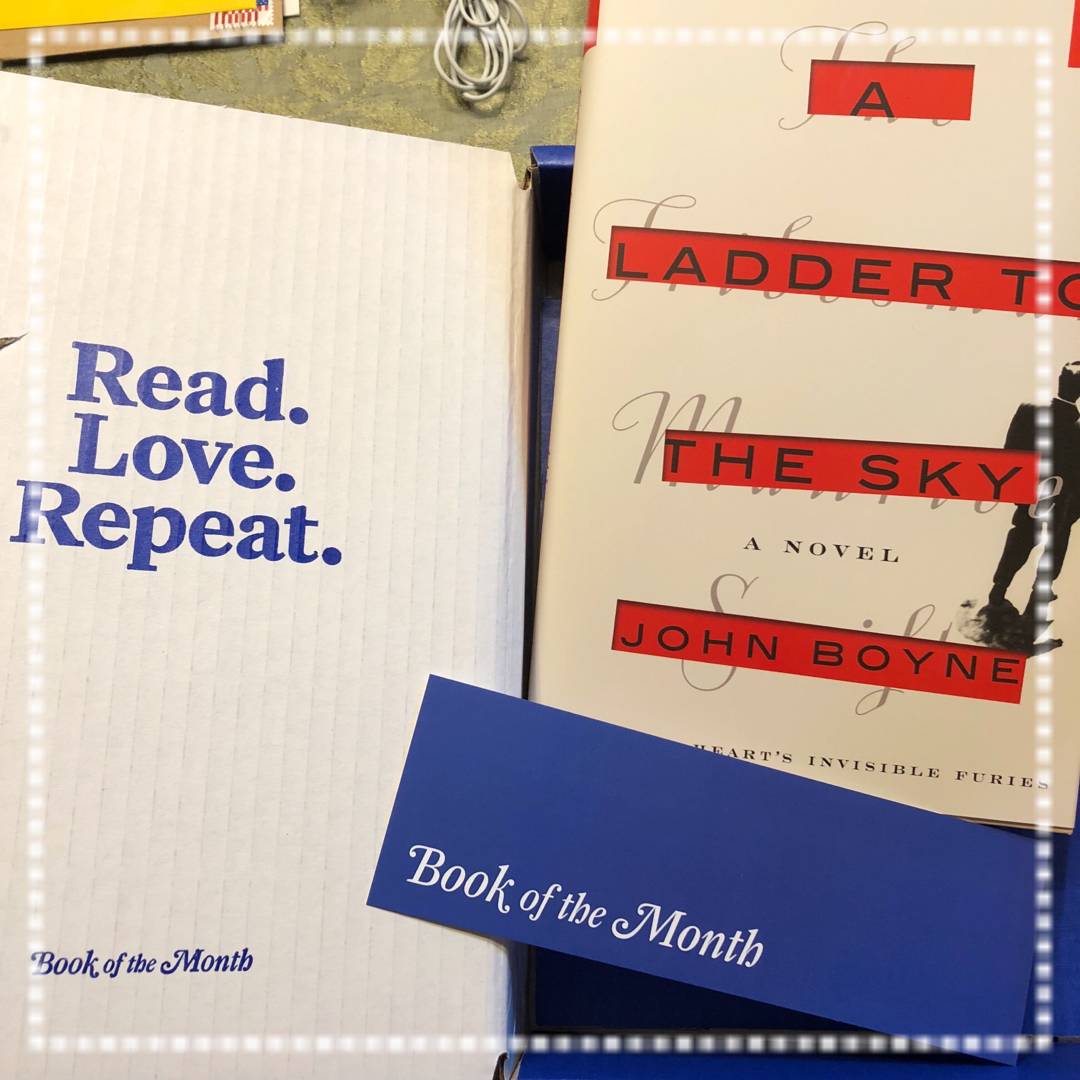 Read.
Love.
Repeat.
Book of the Month
A
LADDER TO
THE SKY
A NOVEL
JOHN BOYNE
HEART'S INVISIBLE FURIES
Book of the Month